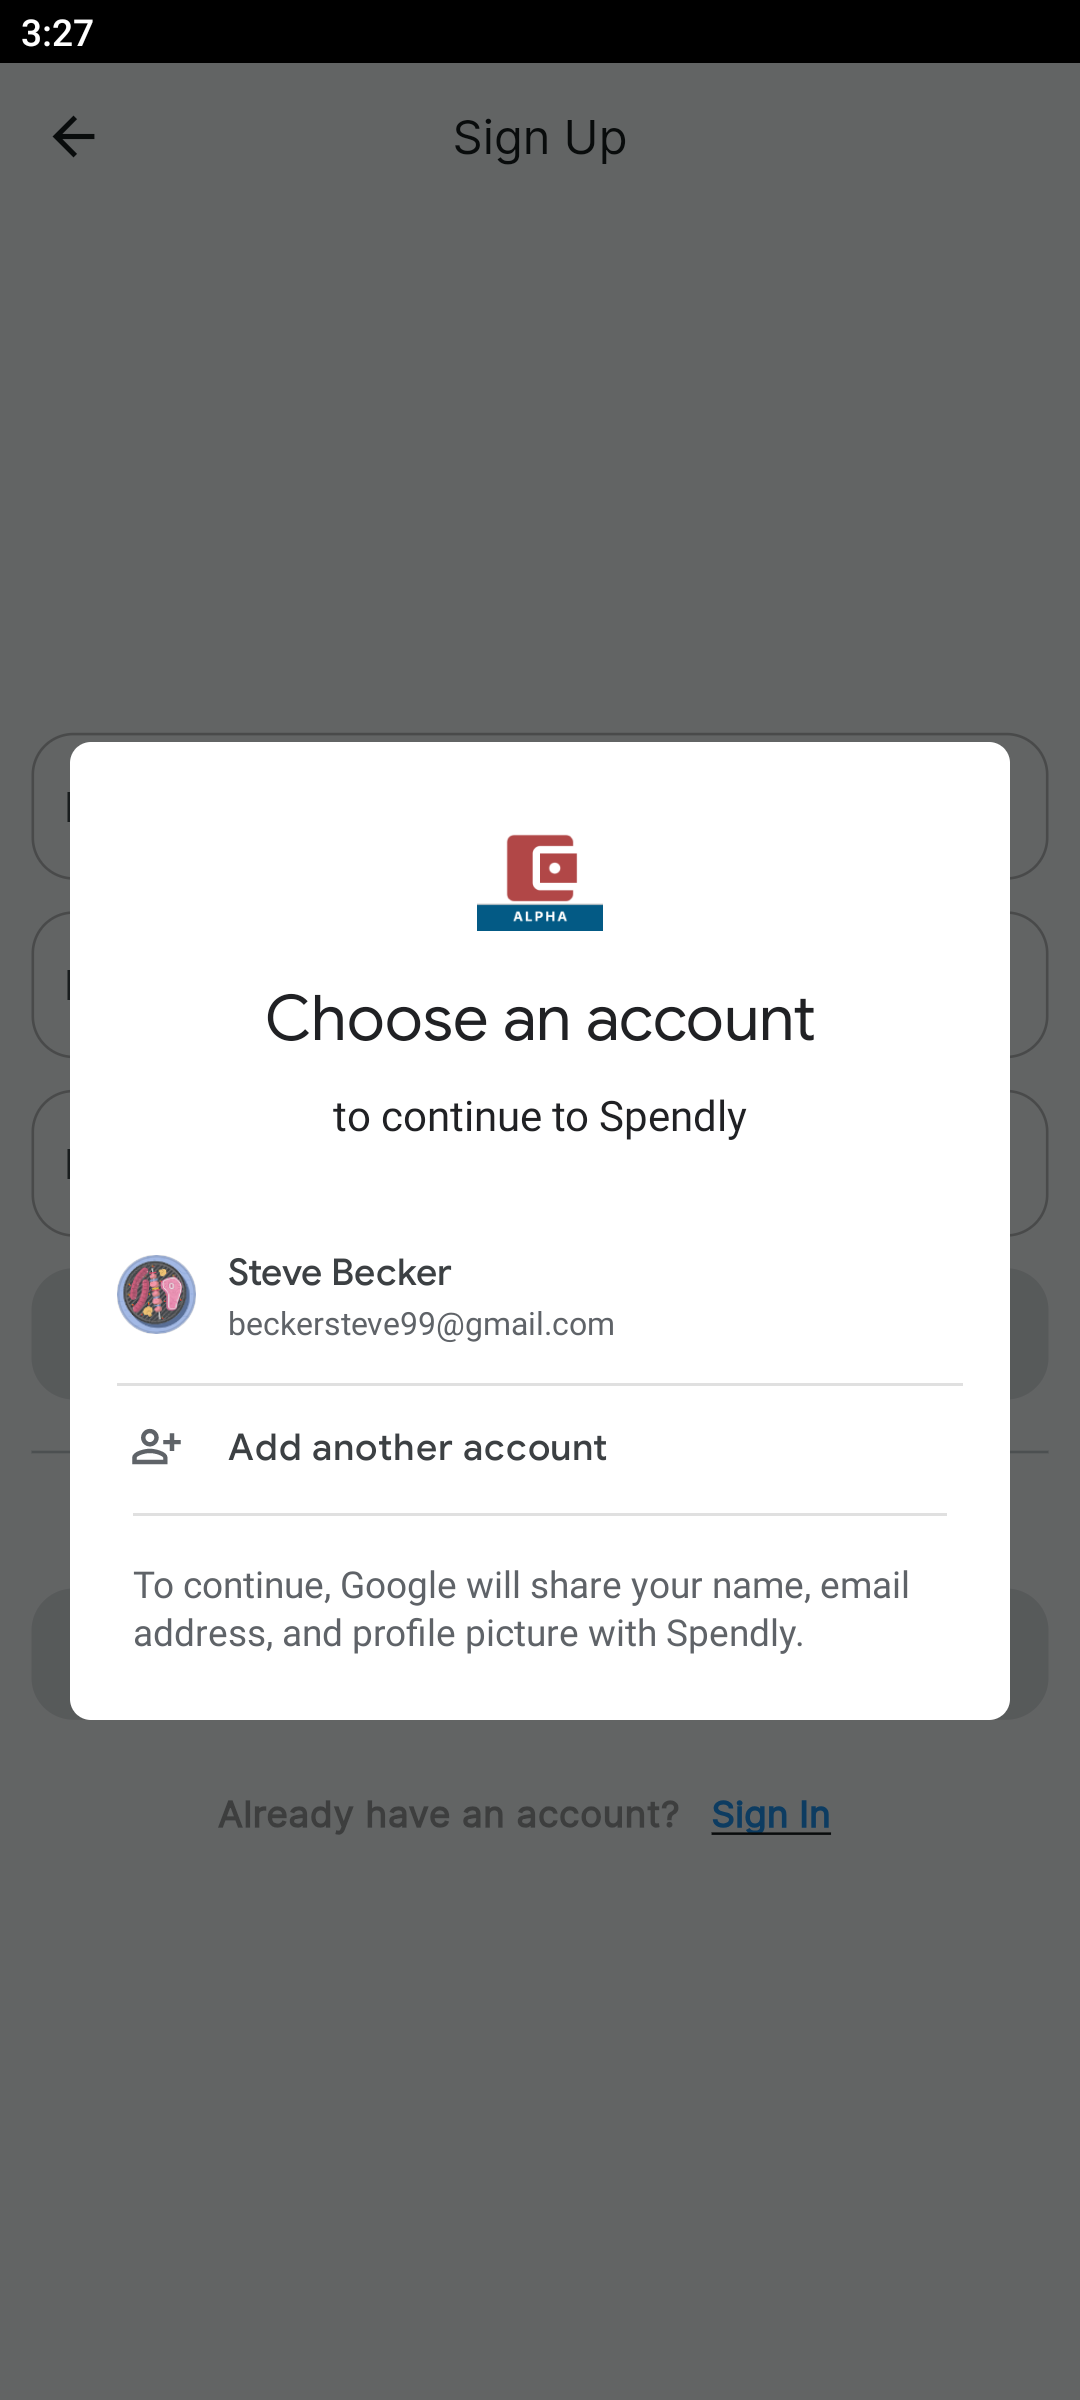 3:27
Sign Up
ALPHA
Choose an account
to continue to Spendly
Steve Becker
beckersteve99@gmail.com
Add another account
To continue, Google will share your name, email
address, and profile picture with Spendly.
Already have an account? Sign In